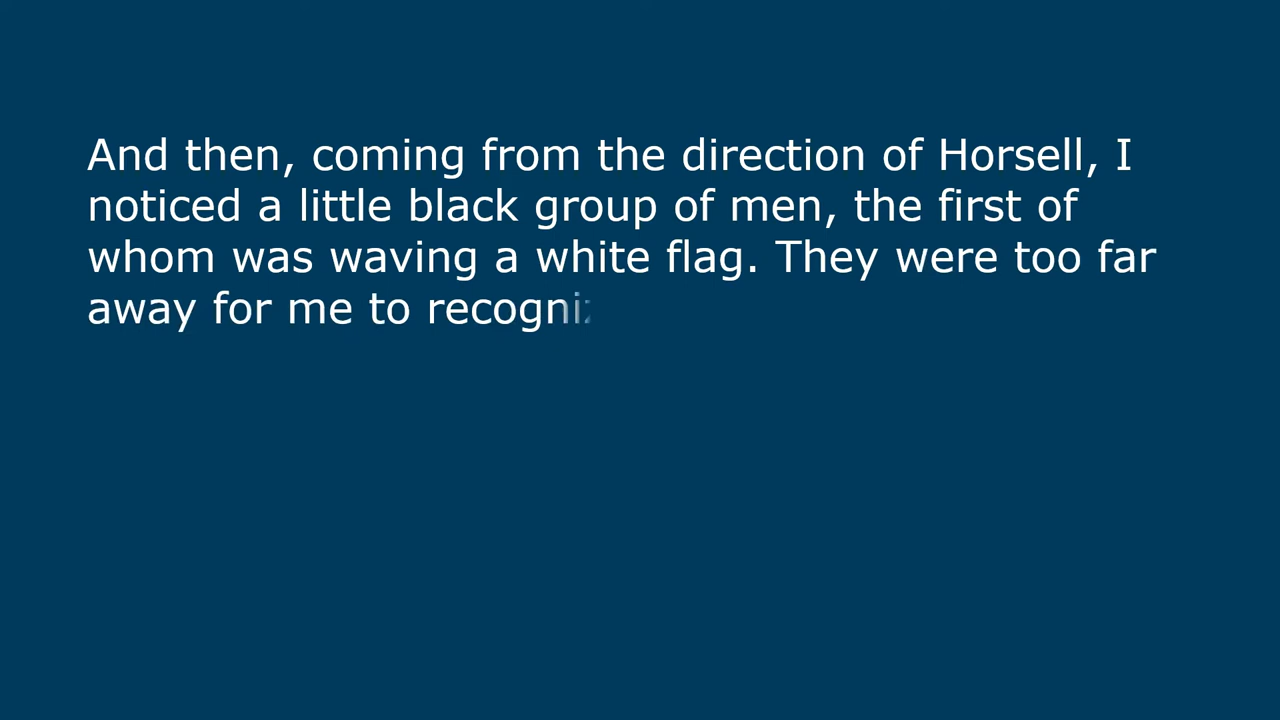 And then, coming from the direction of Horsell, I
noticed a little black group of men, the first of
whom was waving a white flag. They were too far
away for me to recogni